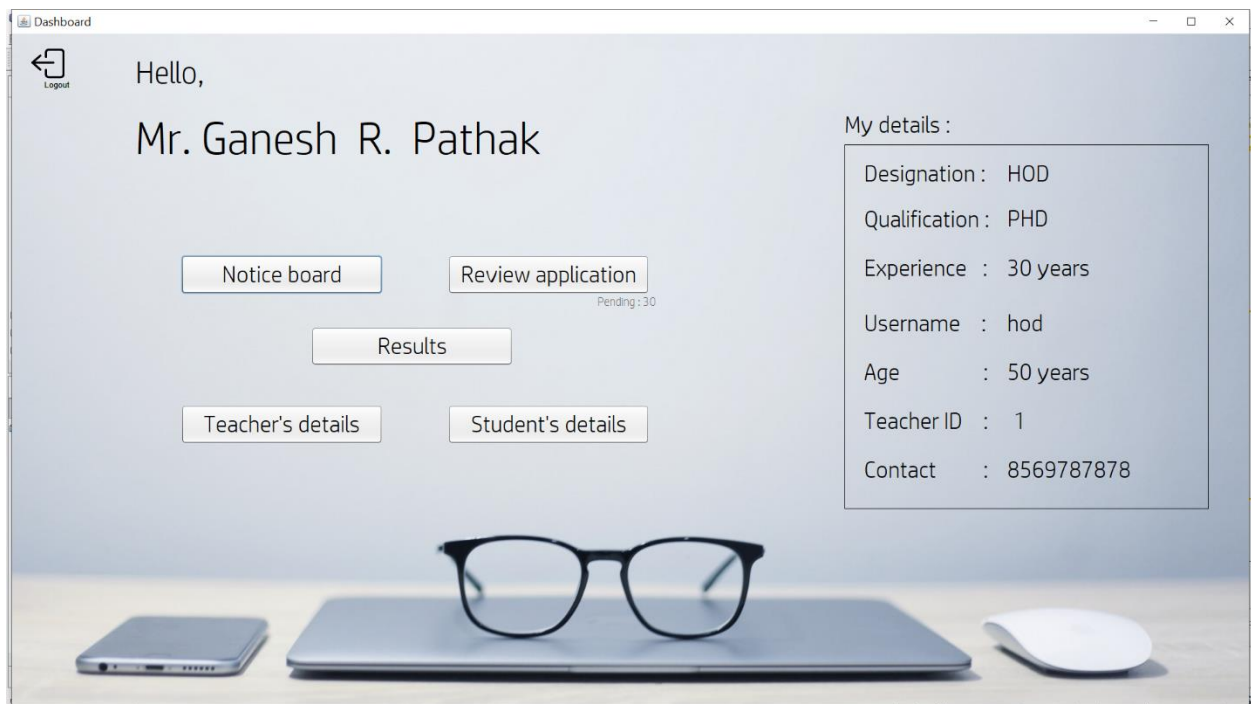 Dashboard
Logout
Hello,
Mr. Ganesh R. Pathak
Notice board
Review application
Pending : 30
Results
Teacher's details
Student's details
My details :
Designation : HOD
Qualification : PHD
Experience : 30 years
Username : hod
Age : 50 years
Teacher ID : 1
Contact : 8569787878